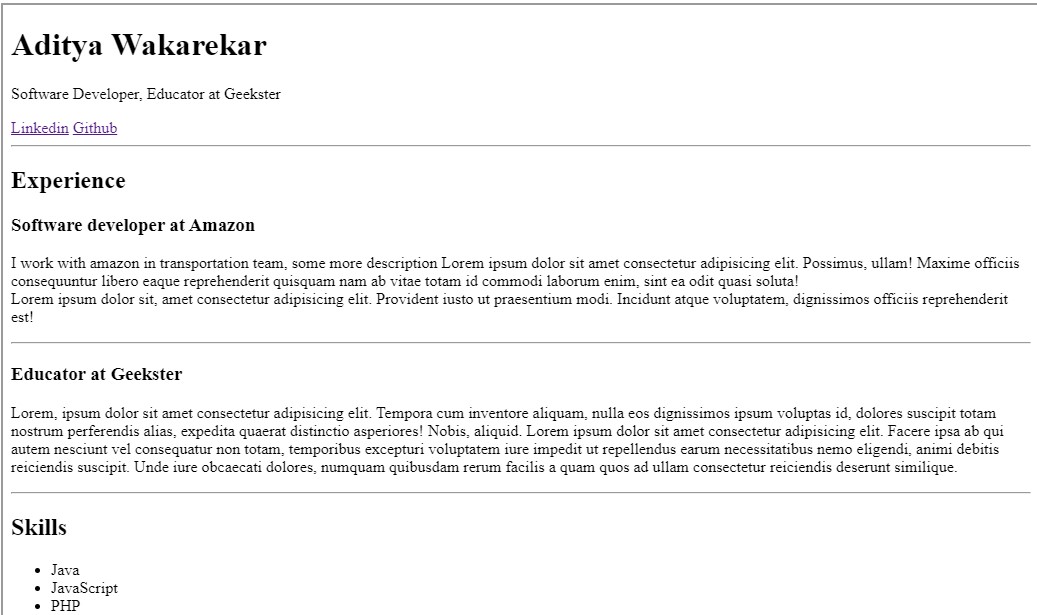 Aditya Wakarekar
Software Developer, Educator at Geekster
Linkedin Github
Experience
Software developer at Amazon
I work with amazon in transportation team, some more description Lorem ipsum dolor sit amet consectetur adipisicing elit. Possimus, ullam! Maxime officiis
consequuntur libero eaque reprehenderit quisquam nam ab vitae totam id commodi laborum enim, sint ea odit quasi soluta!
Lorem ipsum dolor sit, amet consectetur adipisicing elit. Provident iusto ut praesentium modi. Incidunt atque voluptatem, dignissimos officiis reprehenderit
est!
Educator at Geekster
Lorem, ipsum dolor sit amet consectetur adipisicing elit. Tempora cum inventore aliquam, nulla eos dignissimos ipsum voluptas id, dolores suscipit totam
nostrum perferendis alias, expedita quaerat distinctio asperiores! Nobis, aliquid. Lorem ipsum dolor sit amet consectetur adipisicing elit. Facere ipsa ab qui
autem nesciunt vel consequatur non totam, temporibus excepturi voluptatem iure impedit ut repellendus earum necessitatibus nemo eligendi, animi debitis
reiciendis suscipit. Unde iure obcaecati dolores, numquam quibusdam rerum facilis a quam quos ad ullam consectetur reiciendis deserunt similique.
Skills
• Java
• JavaScript
• PHP